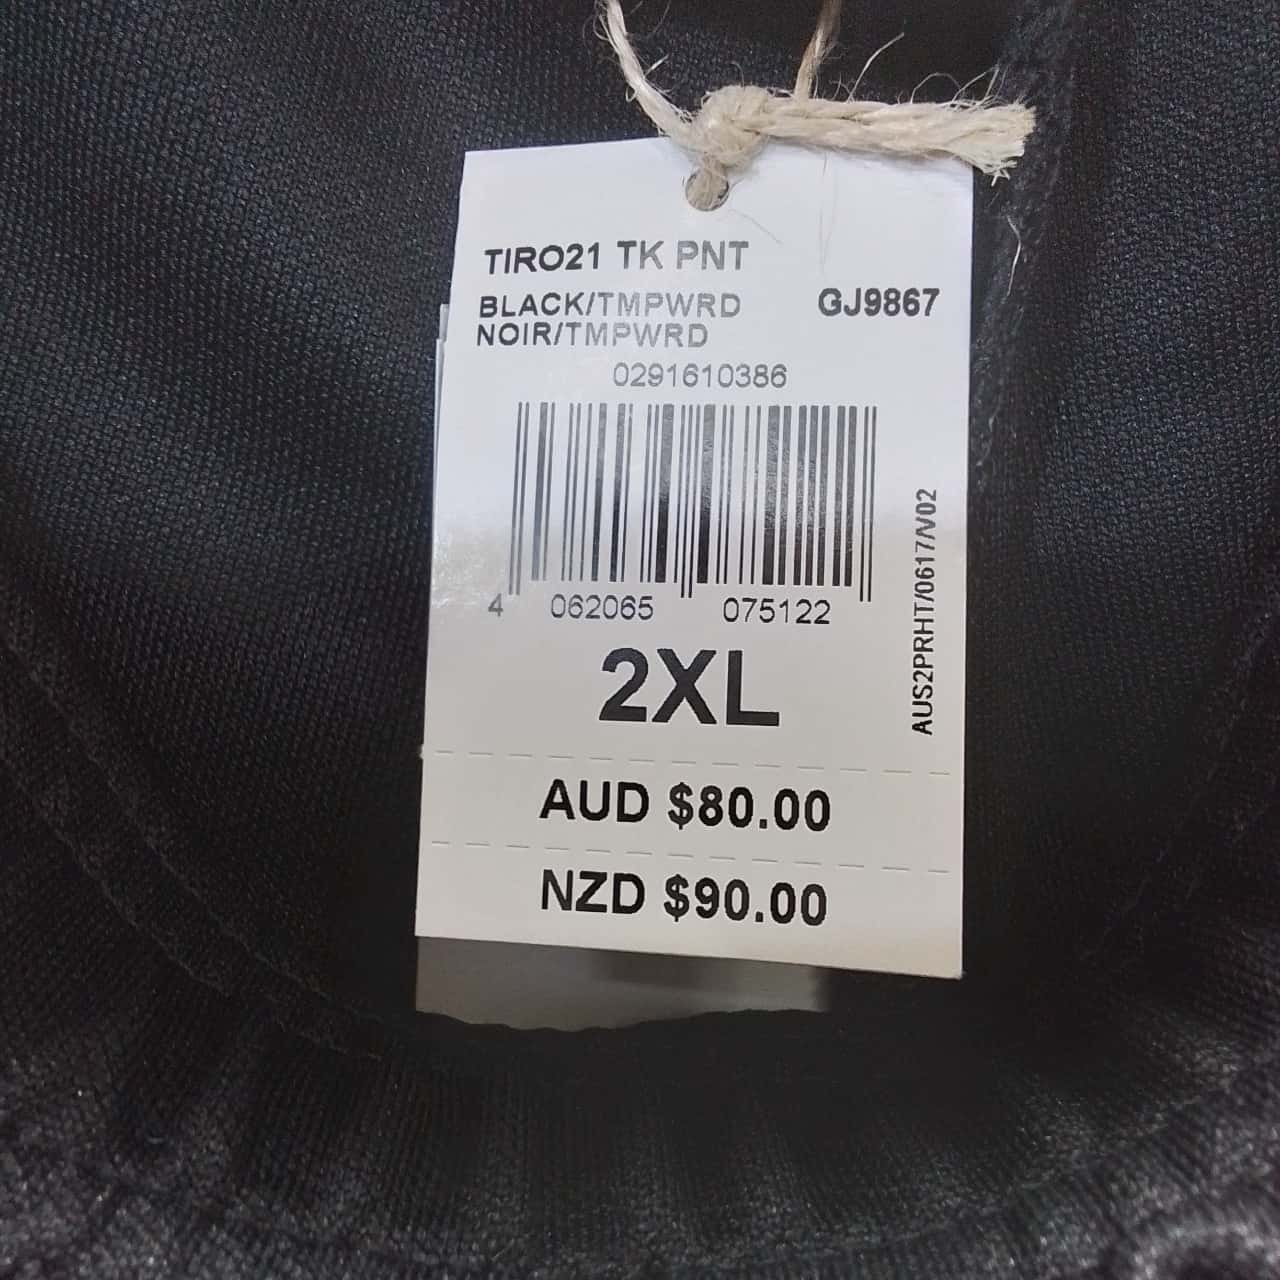 TIRO21 TK PNT
BLACK/TMPWRD GJ9867
NOIR/TMPWRD
0291610386
4 062065 075122
2XL
AUS2PRHT/0617/V02
AUD $80.00
NZD $90.00